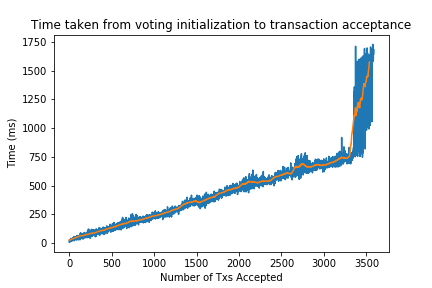 Time taken from voting initialization to transaction acceptance
1750
1500
1250
1000
750
500
250
0
Time (ms)
0 500 1000 1500 2000 2500 3000 3500
Number of Txs Accepted